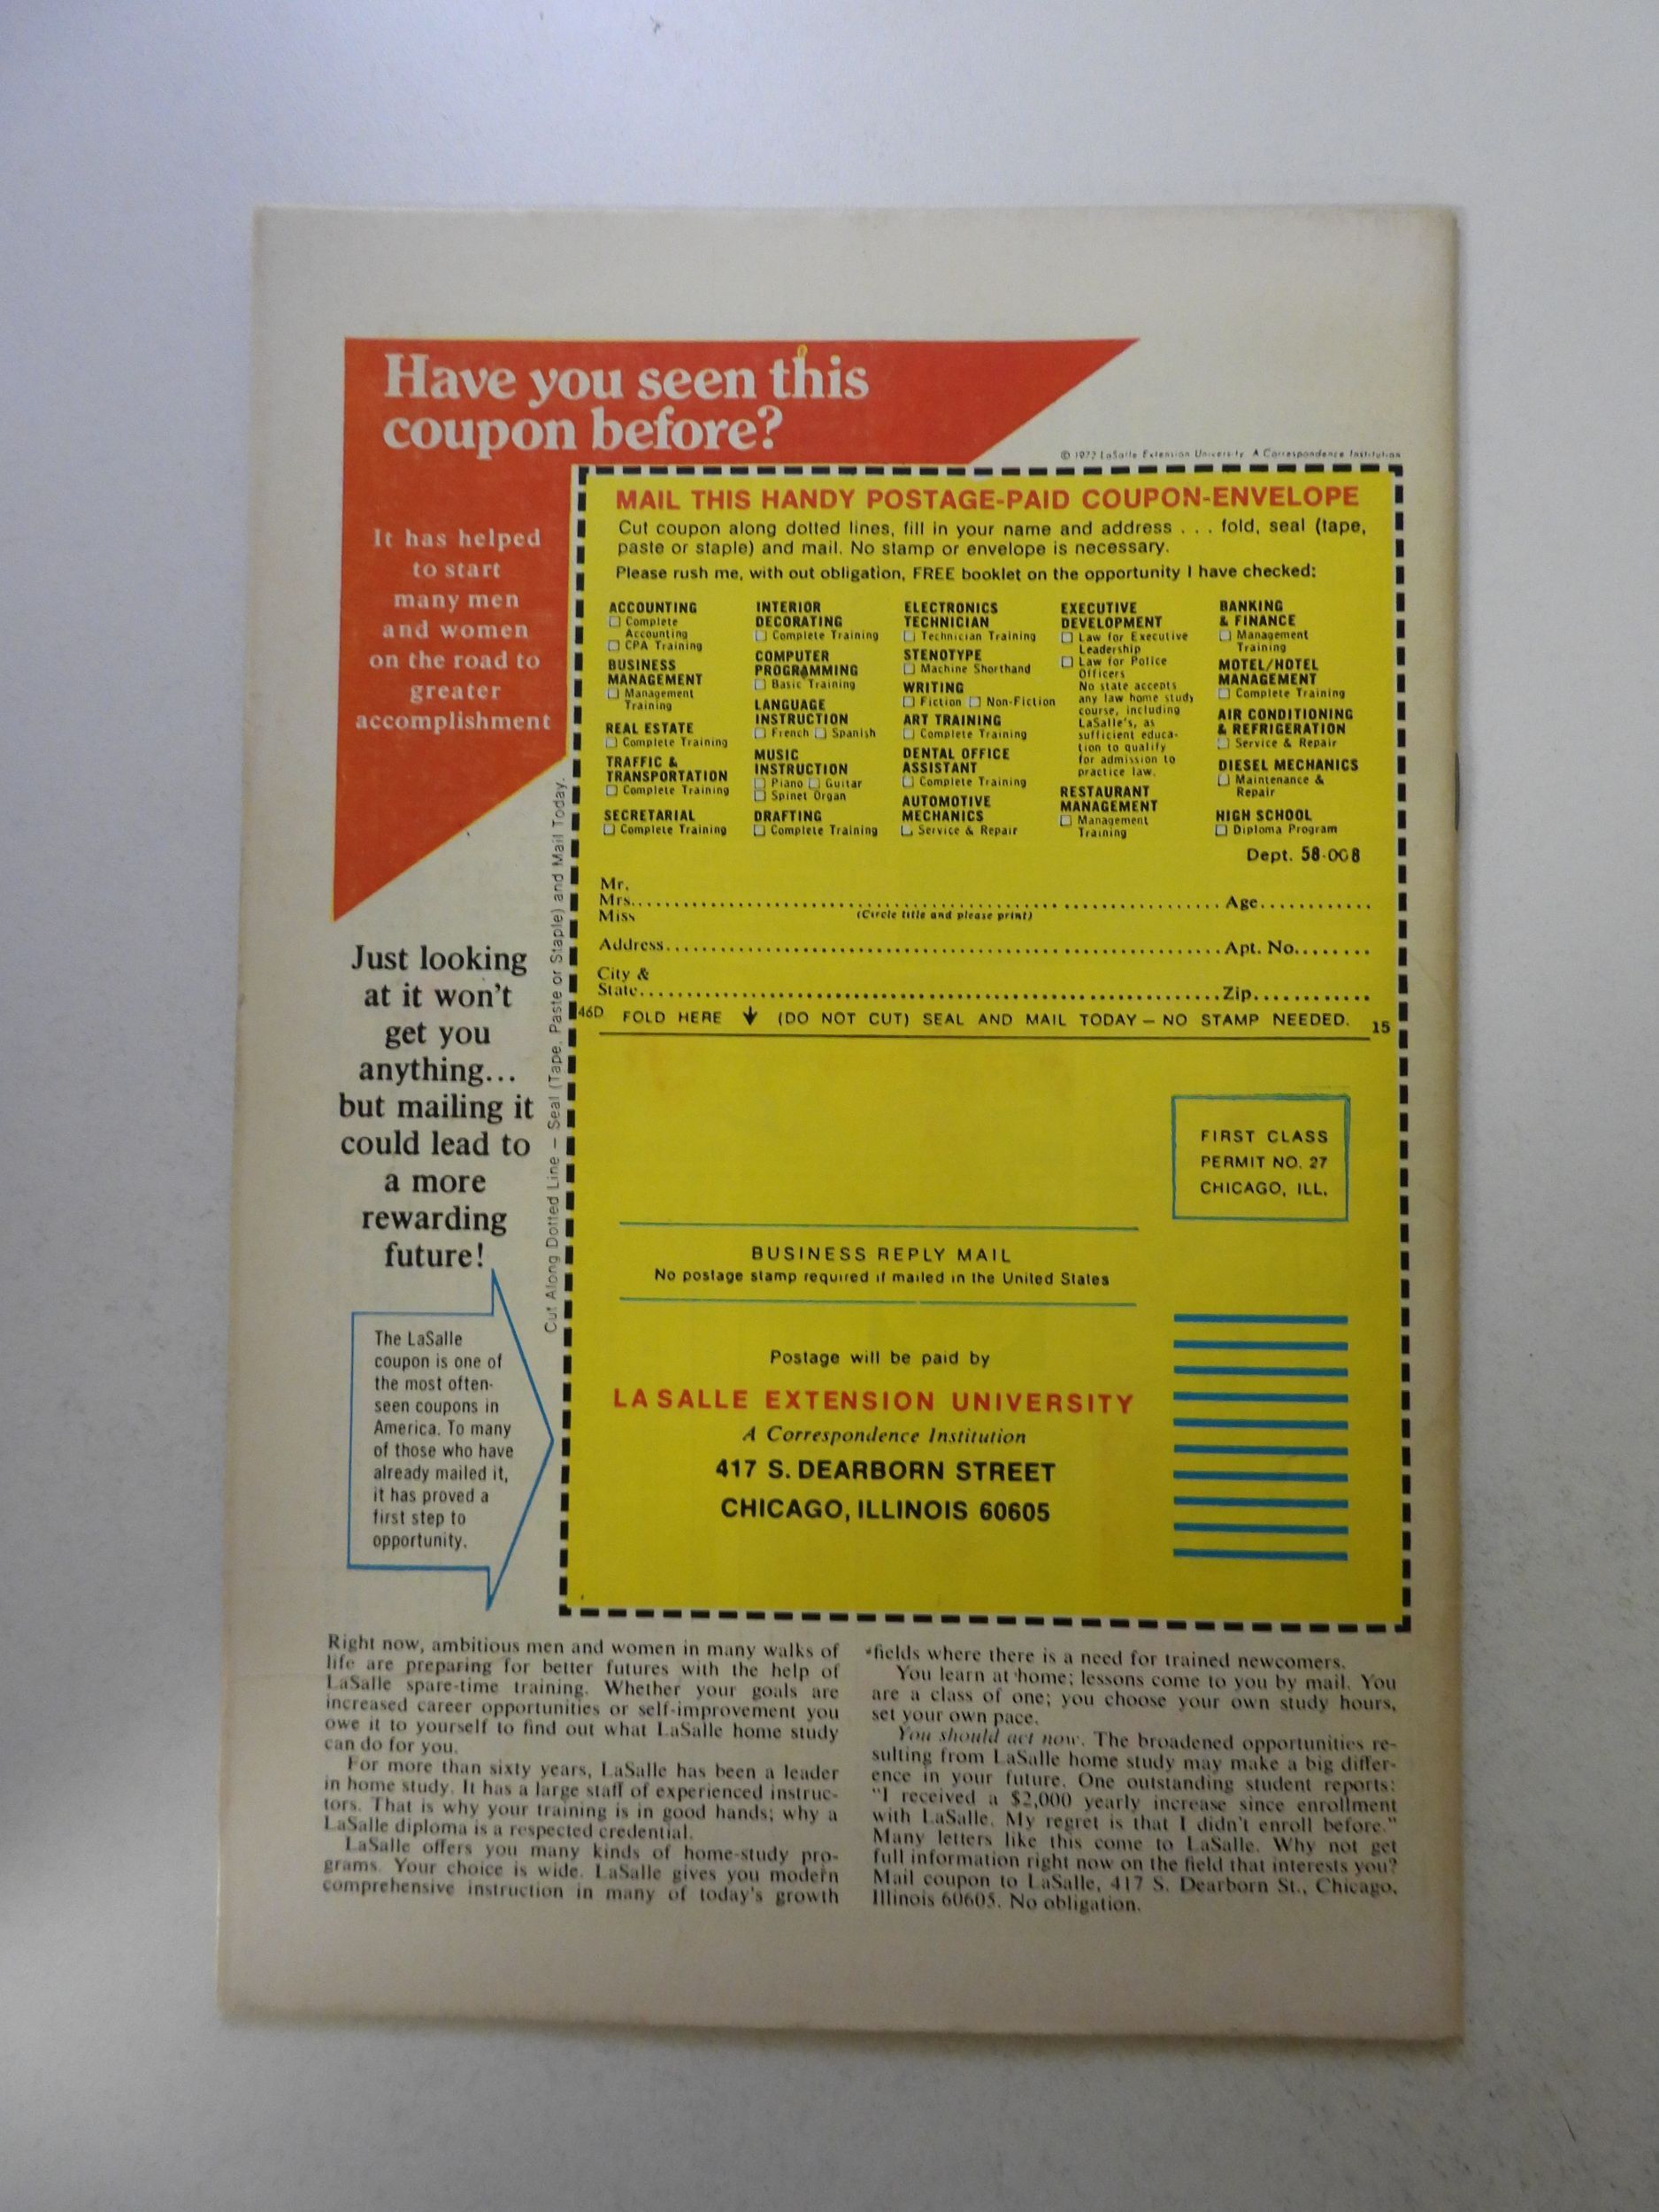 Have you seen this
coupon before?
© 1972 LaSalle Extension University A Correspondence Institution
It has helped
to start
many men
and women
on the road to
greater
accomplishment
Just looking
at it won't
get you
anything...
but mailing it
could lead to
a more
rewarding
future!
The LaSalle
coupon is one of
the most often-
seen coupons in
America. To many
of those who have
already mailed it,
it has proved a
first step to
opportunity.
Cut Along Dotted Line – Seal (Tape, Paste or Staple) and Mail Today.
MAIL THIS HANDY POSTAGE-PAID COUPON-ENVELOPE
Cut coupon along dotted lines, fill in your name and address . . . fold, seal (tape,
paste or staple) and mail. No stamp or envelope is necessary.
Please rush me, with out obligation, FREE booklet on the opportunity I have checked:
ACCOUNTING
☐ Complete
Accounting
☐ CPA Training
BUSINESS
MANAGEMENT
☐ Management
Training
REAL ESTATE
☐ Complete Training
TRAFFIC &
TRANSPORTATION
☐ Complete Training
SECRETARIAL
☐ Complete Training
INTERIOR
DECORATING
☐ Complete Training
COMPUTER
PROGRAMMING
☐ Basic Training
LANGUAGE
INSTRUCTION
☐ French ☐ Spanish
MUSIC
INSTRUCTION
☐ Piano ☐ Guitar
☐ Spinet Organ
DRAFTING
☐ Complete Training
ELECTRONICS
TECHNICIAN
☐ Technician Training
STENOTYPE
☐ Machine Shorthand
WRITING
☐ Fiction ☐ Non-Fiction
ART TRAINING
☐ Complete Training
DENTAL OFFICE
ASSISTANT
☐ Complete Training
AUTOMOTIVE
MECHANICS
☐ Service & Repair
EXECUTIVE
DEVELOPMENT
☐ Law for Executive
Leadership
☐ Law for Police
Officers
No state accepts
any law home study
course, including
LaSalle's, as
sufficient educa-
tion to qualify
for admission to
practice law.
RESTAURANT
MANAGEMENT
☐ Management
Training
BANKING
& FINANCE
☐ Management
Training
MOTEL/HOTEL
MANAGEMENT
☐ Complete Training
AIR CONDITIONING
& REFRIGERATION
☐ Service & Repair
DIESEL MECHANICS
☐ Maintenance &
Repair
HIGH SCHOOL
☐ Diploma Program
Dept. 58-008
Mr.
Mrs. Age
Miss (Circle title and please print)
Address Apt. No.
City &
State Zip
46D FOLD HERE ↓ (DO NOT CUT) SEAL AND MAIL TODAY – NO STAMP NEEDED. 15
FIRST CLASS
PERMIT NO. 27
CHICAGO, ILL.
BUSINESS REPLY MAIL
No postage stamp required if mailed in the United States
Postage will be paid by
LA SALLE EXTENSION UNIVERSITY
A Correspondence Institution
417 S. DEARBORN STREET
CHICAGO, ILLINOIS 60605
Right now, ambitious men and women in many walks of
life are preparing for better futures with the help of
LaSalle spare-time training. Whether your goals are
increased career opportunities or self-improvement you
owe it to yourself to find out what LaSalle home study
can do for you.
For more than sixty years, LaSalle has been a leader
in home study. It has a large staff of experienced instruc-
tors. That is why your training is in good hands; why a
LaSalle diploma is a respected credential.
LaSalle offers you many kinds of home-study pro-
grams. Your choice is wide. LaSalle gives you modern
comprehensive instruction in many of today's growth
fields where there is a need for trained newcomers.
You learn at home; lessons come to you by mail. You
are a class of one; you choose your own study hours,
set your own pace.
You should act now. The broadened opportunities re-
sulting from LaSalle home study may make a big differ-
ence in your future. One outstanding student reports:
"I received a $2,000 yearly increase since enrollment
with LaSalle. My regret is that I didn't enroll before."
Many letters like this come to LaSalle. Why not get
full information right now on the field that interests you?
Mail coupon to LaSalle, 417 S. Dearborn St., Chicago,
Illinois 60605. No obligation.